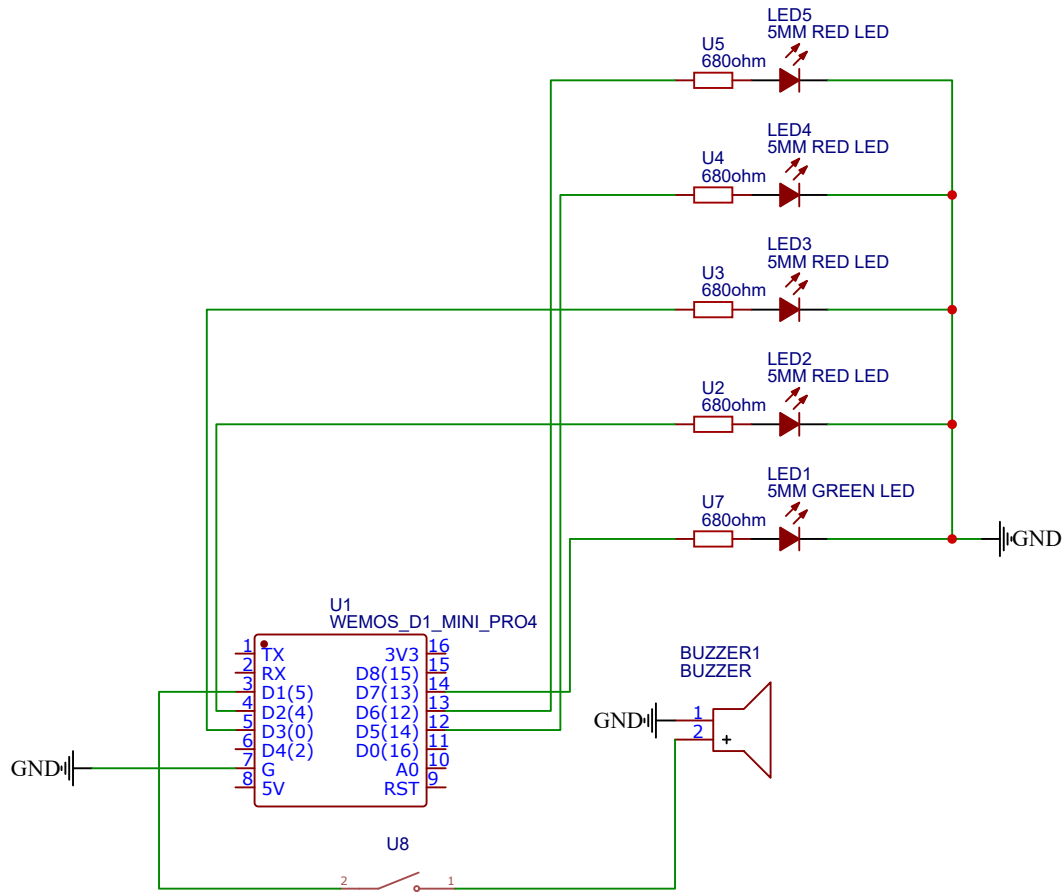 LED5
5MM RED LED
U5
680ohm
LED4
5MM RED LED
U4
680ohm
LED3
5MM RED LED
U3
680ohm
LED2
5MM RED LED
U2
680ohm
LED1
5MM GREEN LED
U7
680ohm
GND
U1
WEMOS_D1_MINI_PRO4
1 TX 3V3 16
2 RX D8(15) 15
3 D1(5) D7(13) 14
4 D2(4) D6(12) 13
5 D3(0) D5(14) 12
6 D4(2) D0(16) 11
7 G A0 10
8 5V RST 9
GND
BUZZER1
BUZZER
GND
1
2
+
U8
2 1